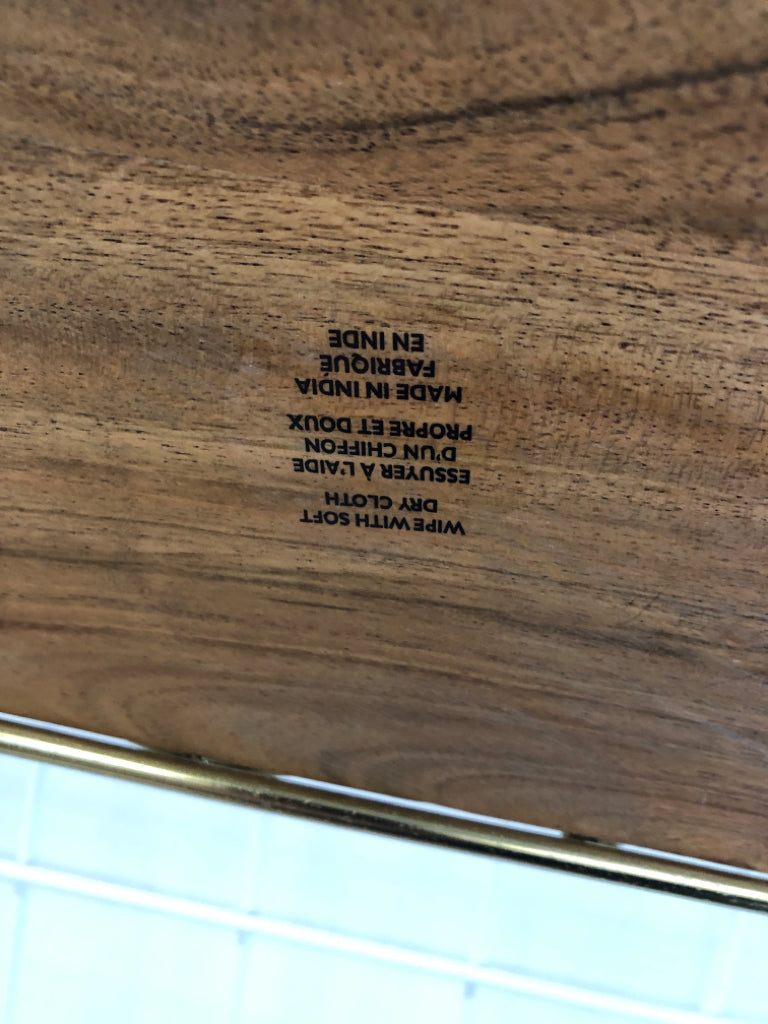 WIPE WITH SOFT
DRY CLOTH
ESSUYER À L'AIDE
D'UN CHIFFON
PROPRE ET DOUX
MADE IN INDIA
FABRIQUÉ
EN INDE